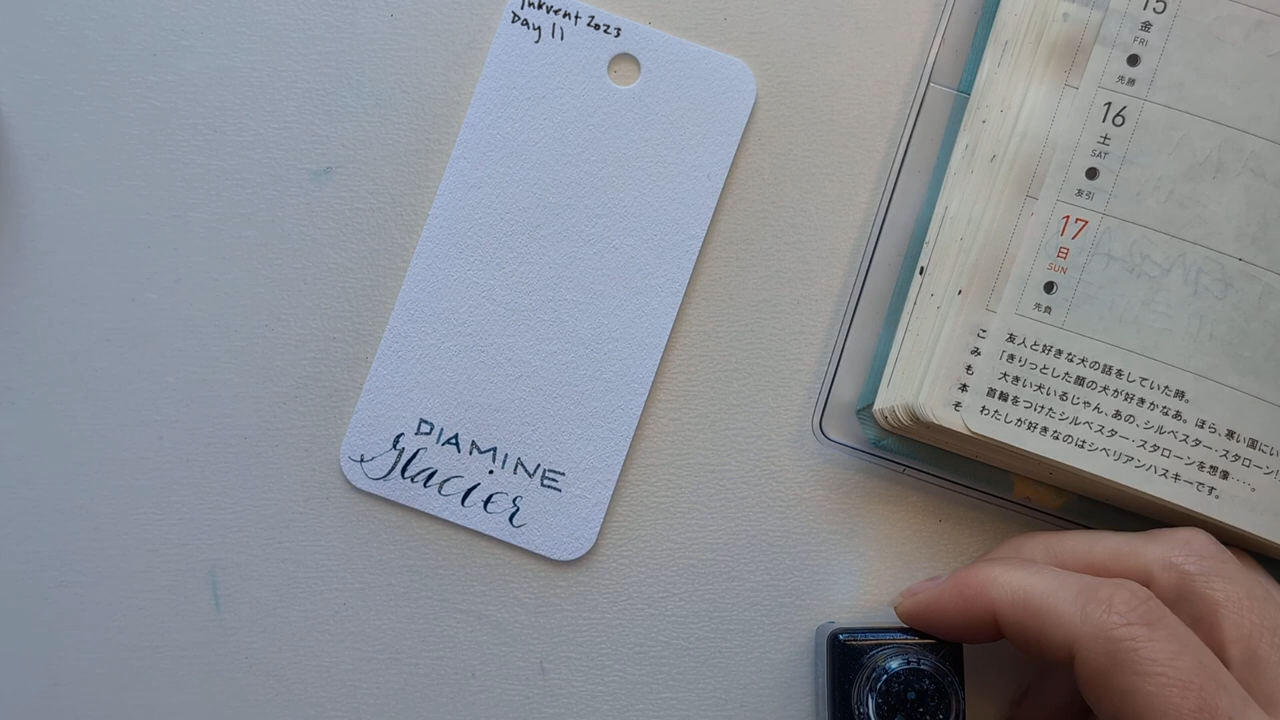 Inkvent 2023
Day 11
DIAMINE
Glacier
15
金
FRI
先勝
16
土
SAT
友引
17
日
SUN
先負
こみも本そ
友人と好きな犬の話をしていた時。
「きりっとした顔の犬が好きかなあ。ほら、寒い国にい
大きい犬いるじゃん、あの、シルベスター・スタローン!
首輪をつけたシルベスター・スタローンを想像‥‥。
わたしが好きなのはシベリアンハスキーです。